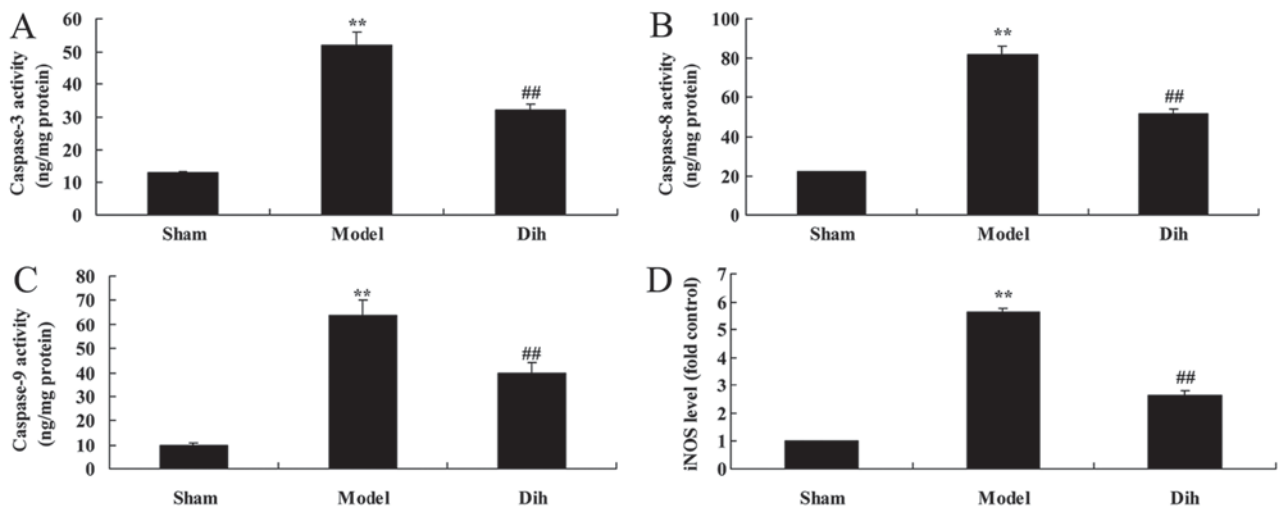 A
Caspase-3 activity
(ng/mg protein)
60
50
40
30
20
10
0
**
##
Sham Model Dih
B
Caspase-8 activity
(ng/mg protein)
100
80
60
40
20
0
**
##
Sham Model Dih
C
Caspase-9 activity
(ng/mg protein)
80
70
60
50
40
30
20
10
0
**
##
Sham Model Dih
D
iNOS level (fold control)
7
6
5
4
3
2
1
0
**
##
Sham Model Dih